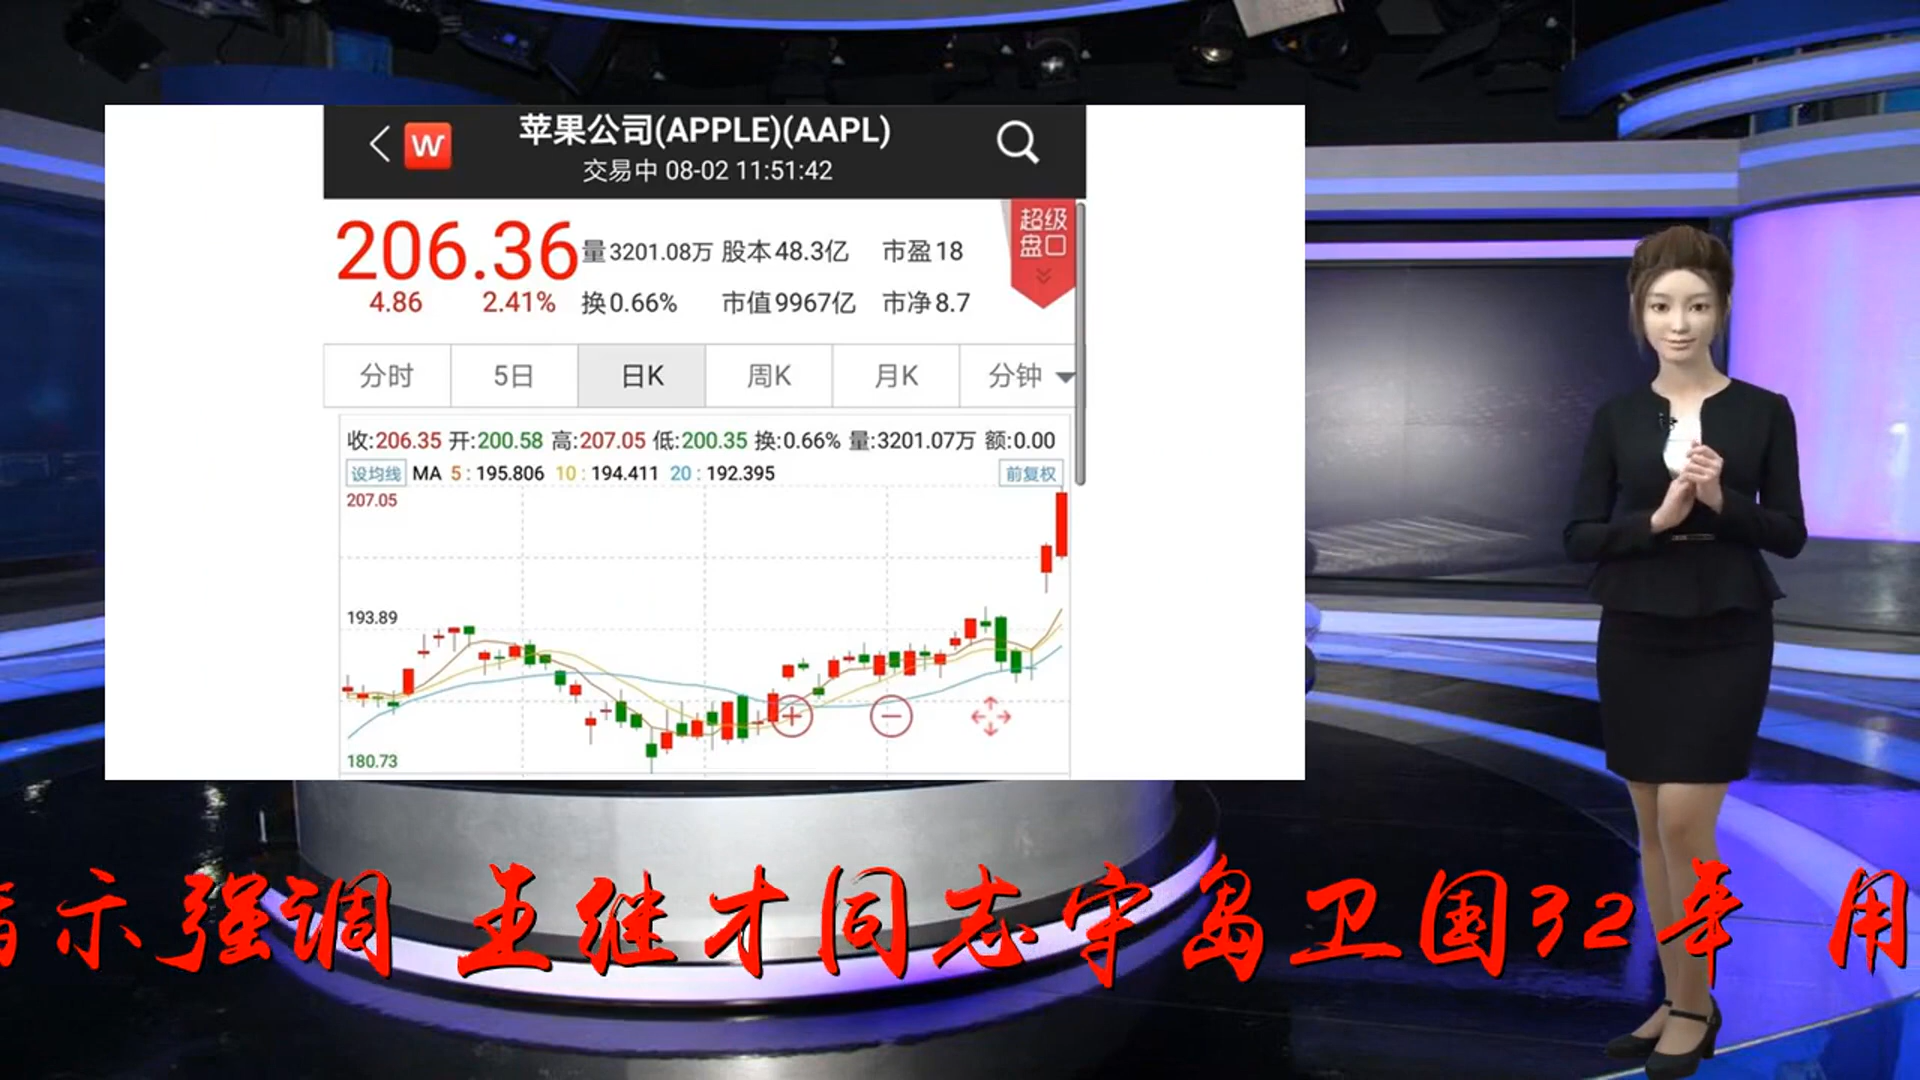 W
苹果公司(APPLE)(AAPL)
交易中 08-02 11:51:42
206.36
4.86 2.41%
量3201.08万 股本48.3亿 市盈18
换0.66% 市值9967亿 市净8.7
超级
盘口
分时 5日 日K 周K 月K 分钟
收:206.35 开:200.58 高:207.05 低:200.35 换:0.66% 量:3201.07万 额:0.00
设均线 MA 5:195.806 10:194.411 20:192.395 前复权
207.05
193.89
180.73
示强调 王继才同志守岛卫国32年 用